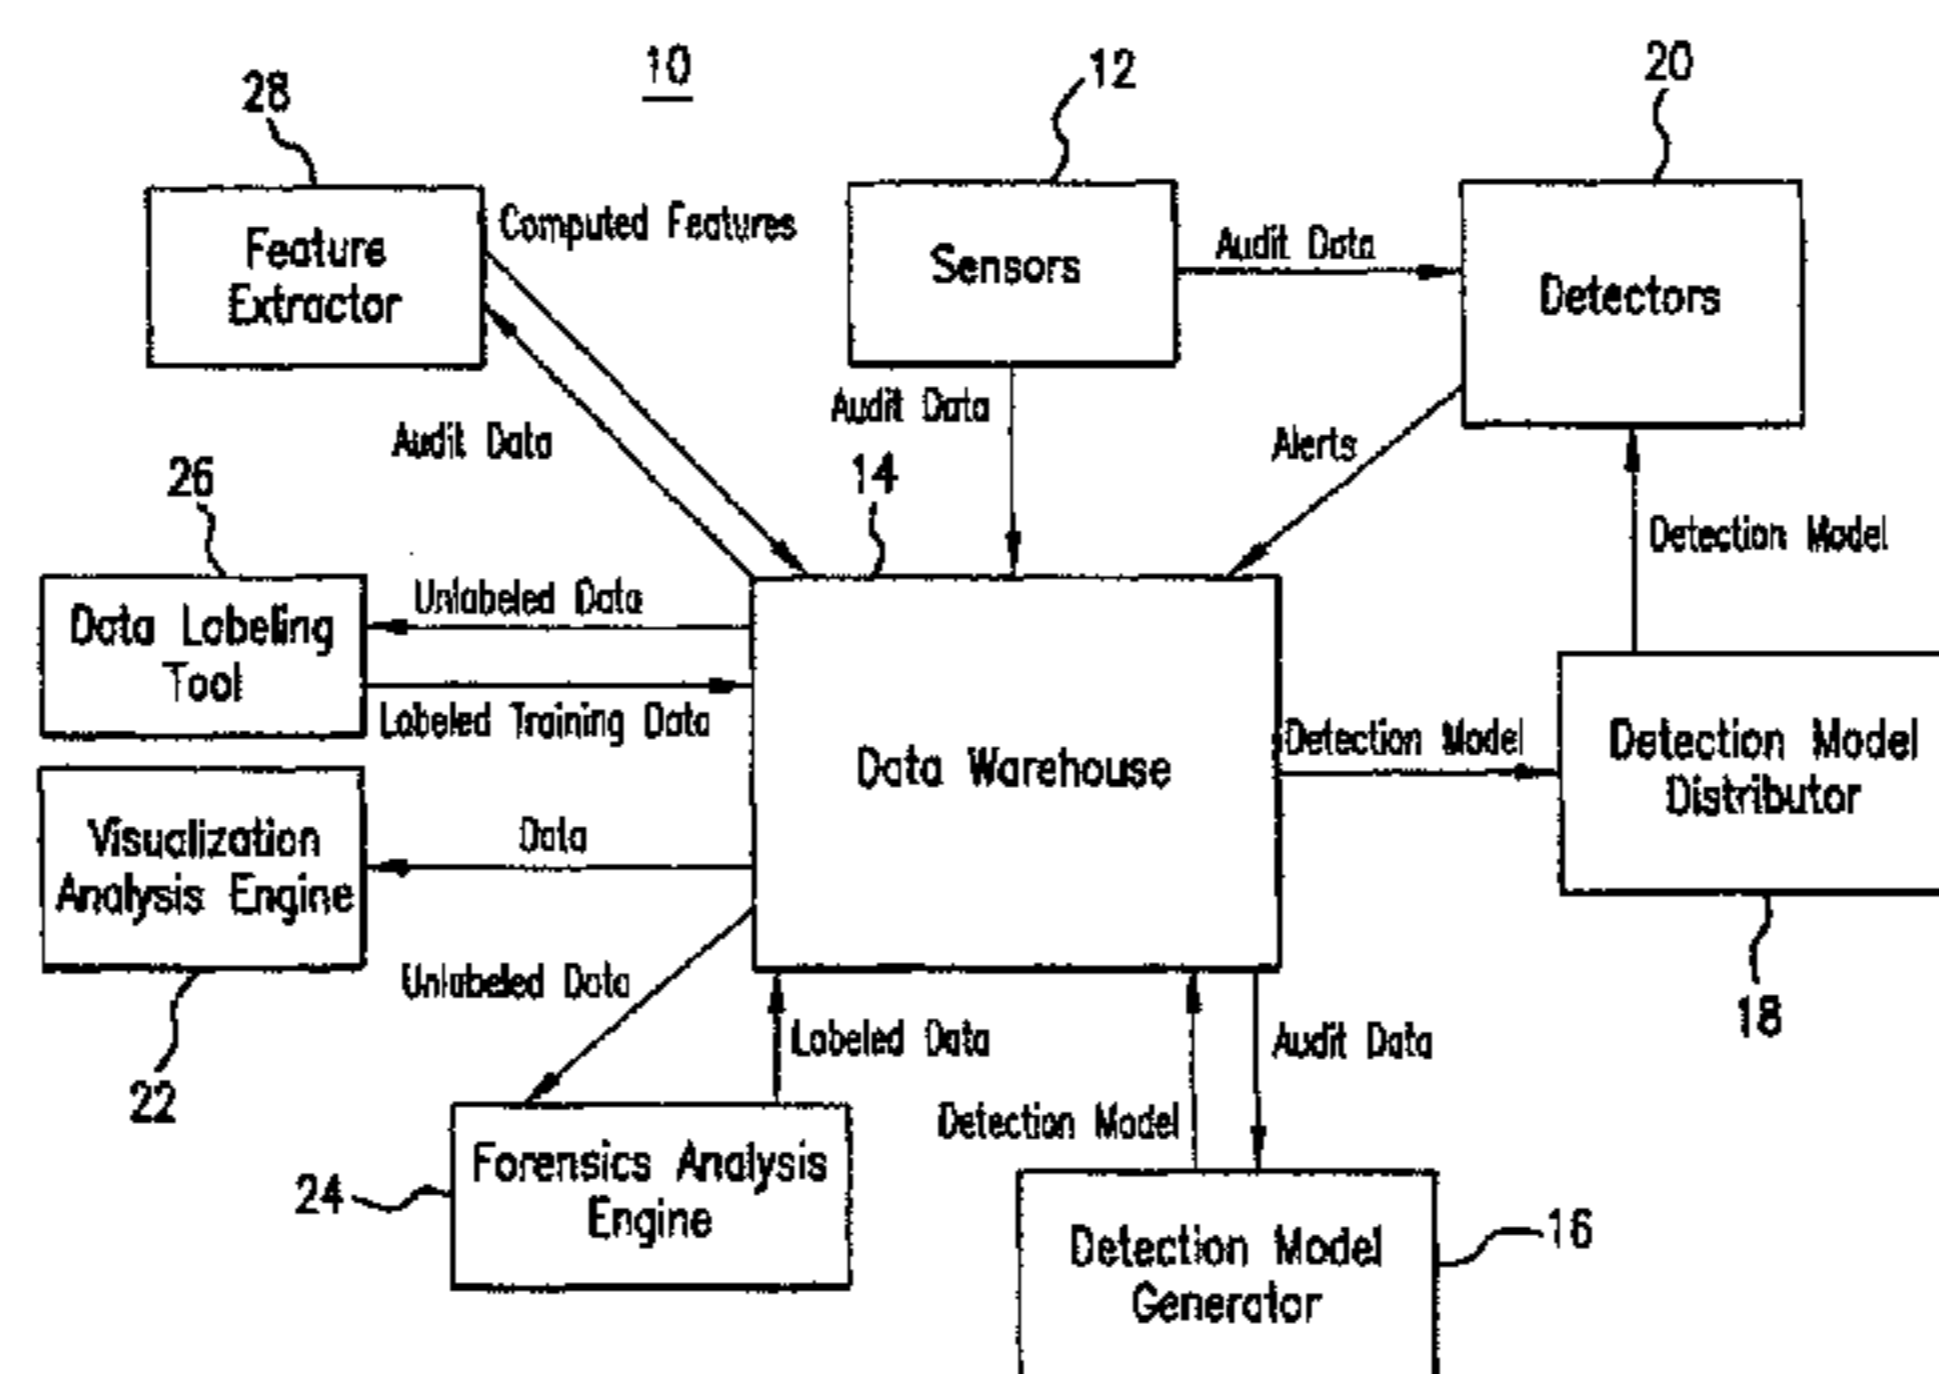 10
28
12
20
Feature
Extractor
Computed Features
Sensors
Audit Data
Detectors
Audit Data
Audit Data
Alerts
14
26
Detection Model
Data Labeling
Tool
Unlabeled Data
Labeled Training Data
Data Warehouse
Detection Model
Detection Model
Distributor
Visualization
Analysis Engine
Data
22
18
Unlabeled Data
Labeled Data
Audit Data
Detection Model
24
Forensics Analysis
Engine
Detection Model
Generator
16